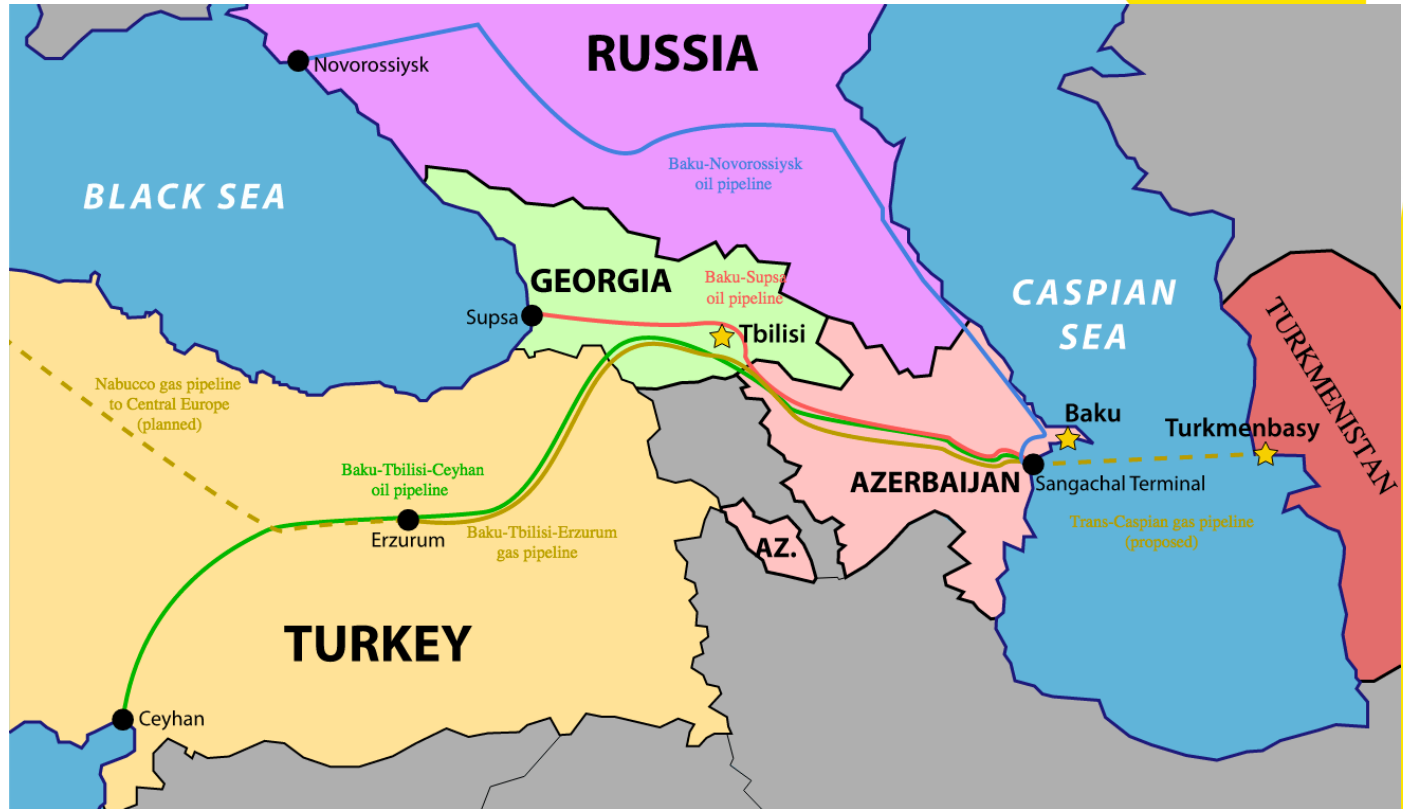 RUSSIA
Novorossiysk
Baku-Novorossiysk
oil pipeline
BLACK SEA
GEORGIA
Baku-Supsa
oil pipeline
CASPIAN
SEA
TURKMENISTAN
Supsa
Tbilisi
Nabucco gas pipeline
to Central Europe
(planned)
Baku
Turkmenbasy
Baku-Tbilisi-Ceyhan
oil pipeline
AZERBAIJAN
Sangachal Terminal
Erzurum
Baku-Tbilisi-Erzurum
gas pipeline
Trans-Caspian gas pipeline
(proposed)
AZ.
TURKEY
Ceyhan